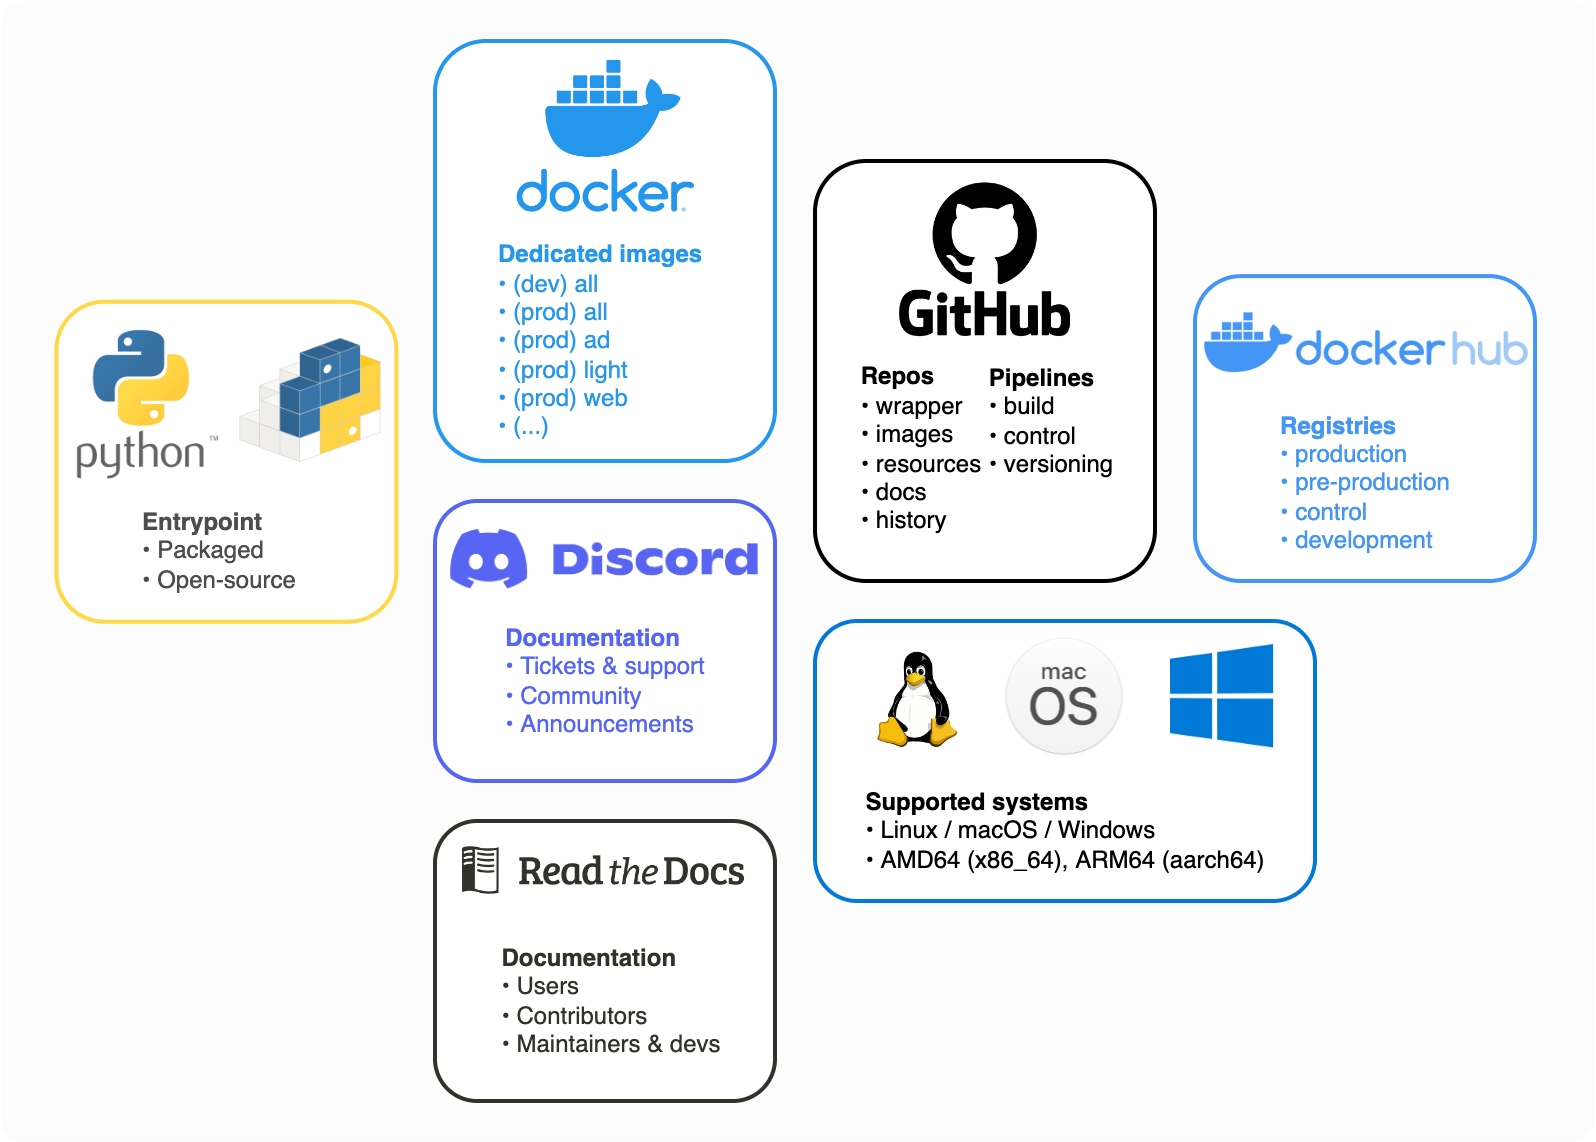 docker
Dedicated images
• (dev) all
• (prod) all
• (prod) ad
• (prod) light
• (prod) web
• (...)
GitHub
Repos
• wrapper
• images
• resources
• docs
• history
Pipelines
• build
• control
• versioning
docker hub
Registries
• production
• pre-production
• control
• development
python™
Entrypoint
• Packaged
• Open-source
Discord
Documentation
• Tickets & support
• Community
• Announcements
mac
OS
Supported systems
• Linux / macOS / Windows
• AMD64 (x86_64), ARM64 (aarch64)
Read the Docs
Documentation
• Users
• Contributors
• Maintainers & devs